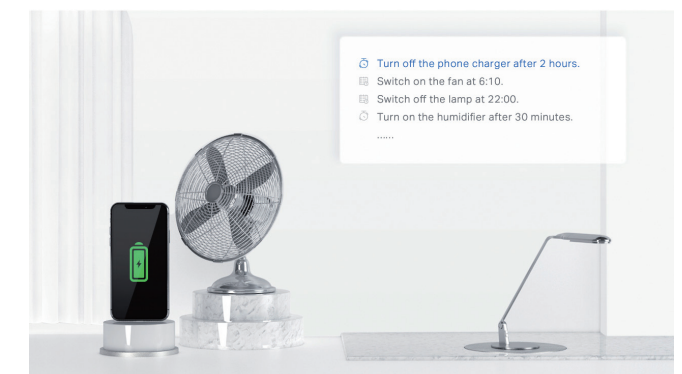 Turn off the phone charger after 2 hours.
Switch on the fan at 6:10.
Switch off the lamp at 22:00.
Turn on the humidifier after 30 minutes.
......